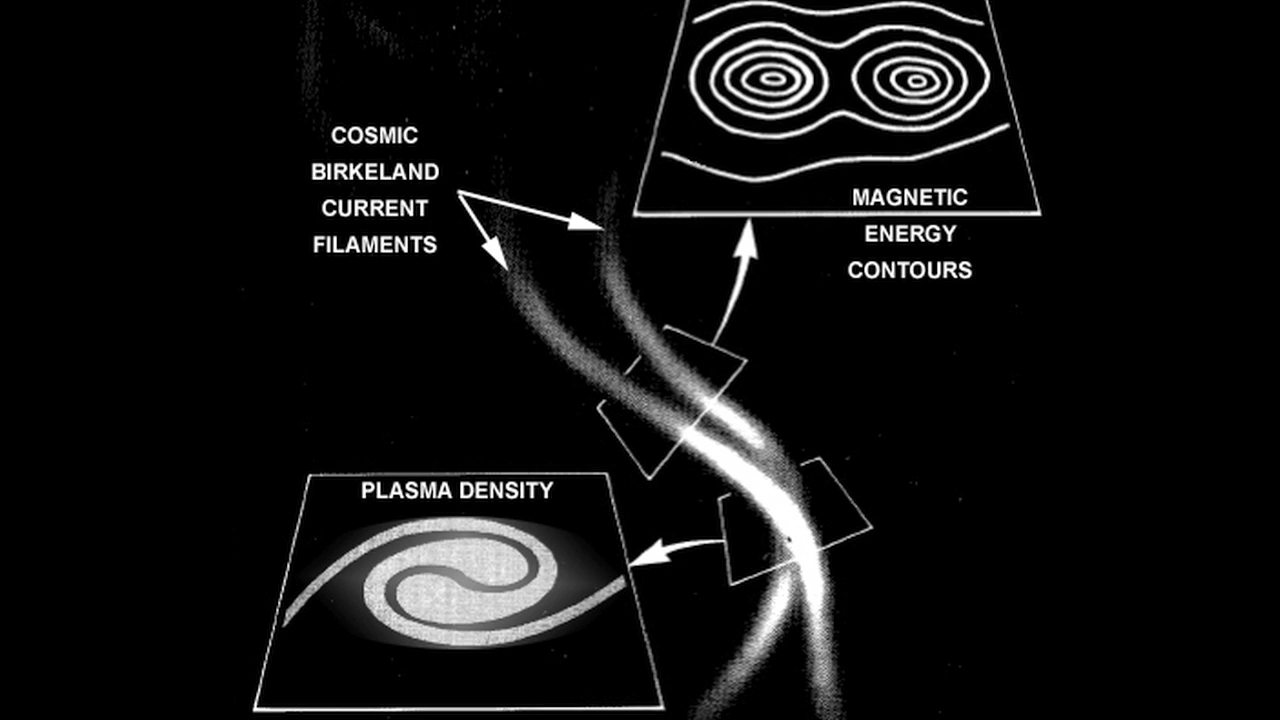 COSMIC
BIRKELAND
CURRENT
FILAMENTS
MAGNETIC
ENERGY
CONTOURS
PLASMA DENSITY